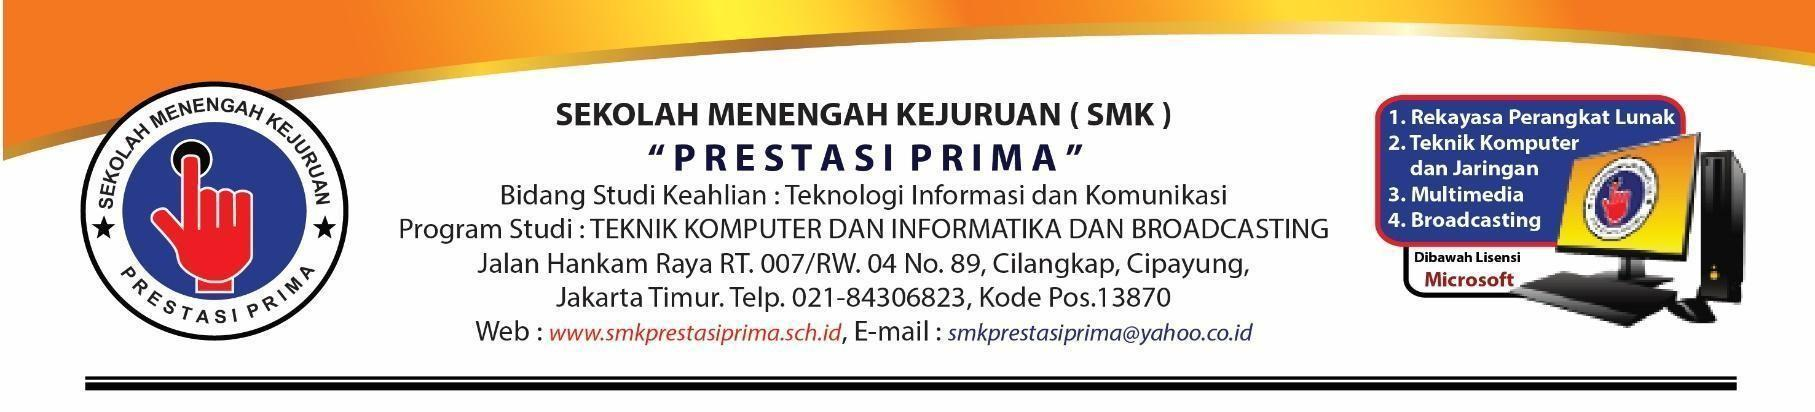 SEKOLAH MENENGAH KEJURUAN
PRESTASI PRIMA
SEKOLAH MENENGAH KEJURUAN ( SMK )
“ P R E S T A S I P R I M A ”
Bidang Studi Keahlian : Teknologi Informasi dan Komunikasi
Program Studi : TEKNIK KOMPUTER DAN INFORMATIKA DAN BROADCASTING
Jalan Hankam Raya RT. 007/RW. 04 No. 89, Cilangkap, Cipayung,
Jakarta Timur. Telp. 021-84306823, Kode Pos.13870
Web : www.smkprestasiprima.sch.id, E-mail : smkprestasiprima@yahoo.co.id
1. Rekayasa Perangkat Lunak
2. Teknik Komputer
dan Jaringan
3. Multimedia
4. Broadcasting
Dibawah Lisensi
Microsoft